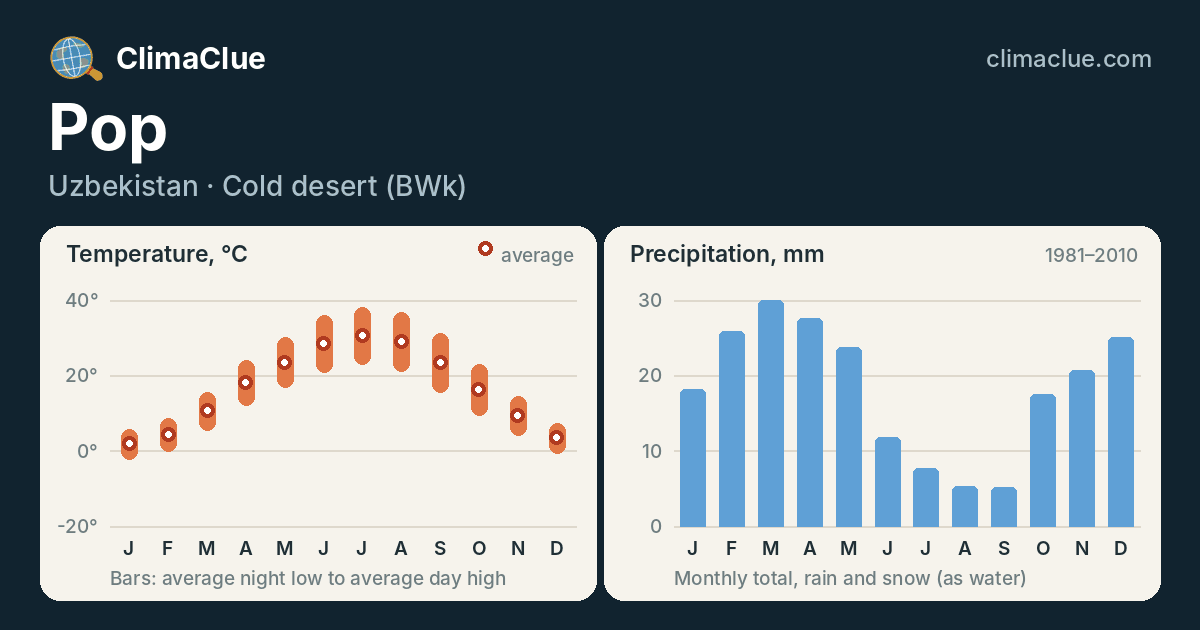 ClimaClue
climaclue.com
Pop
Uzbekistan · Cold desert (BWk)
Temperature, °C
average
40°
20°
0°
-20°
J F M A M J J A S O N D
Bars: average night low to average day high
Precipitation, mm
1981–2010
30
20
10
0
J F M A M J J A S O N D
Monthly total, rain and snow (as water)